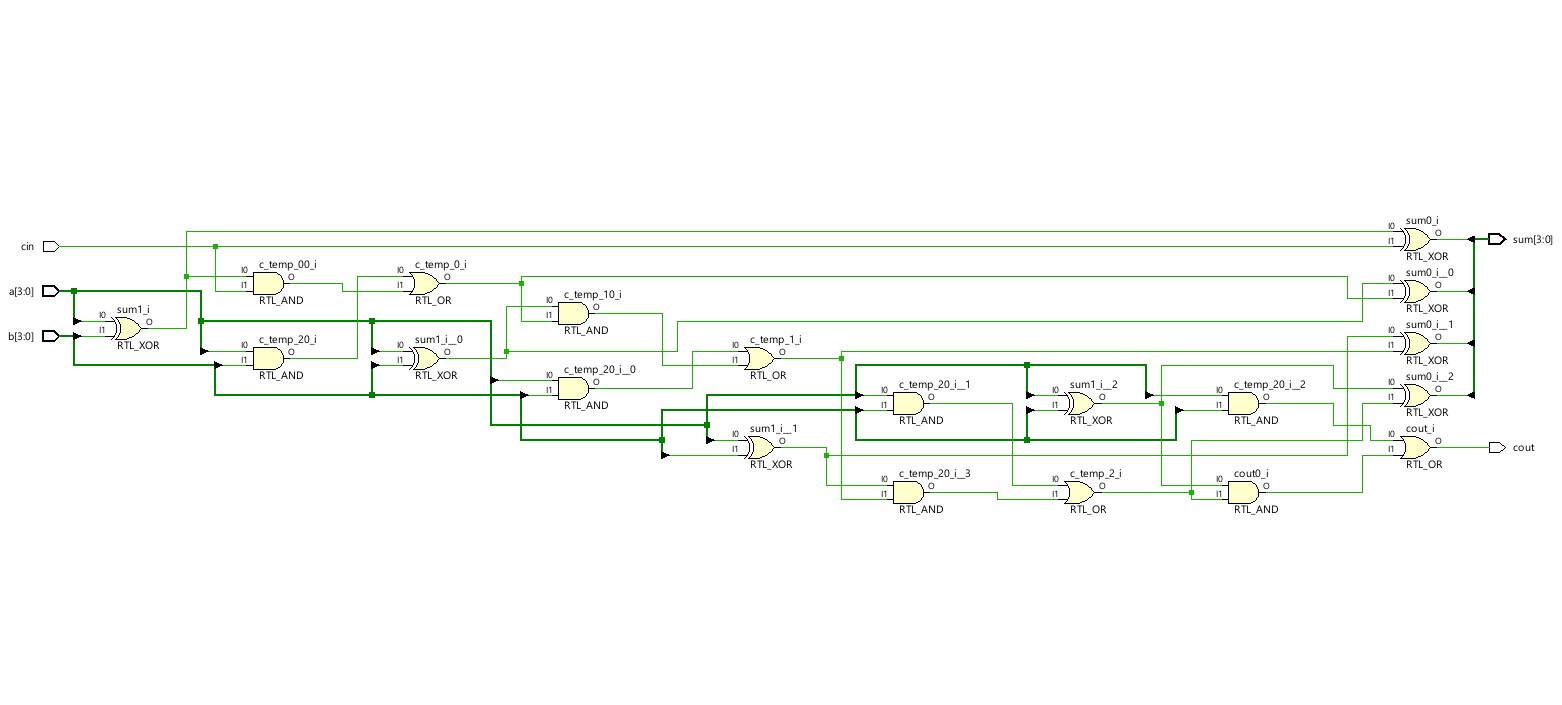 cin
a[3:0]
b[3:0]
I0
I1
sum1_i
O
RTL_XOR
I0
I1
c_temp_00_i
O
RTL_AND
I0
I1
c_temp_20_i
O
RTL_AND
I0
I1
c_temp_0_i
O
RTL_OR
I0
I1
sum1_i__0
O
RTL_XOR
I0
I1
c_temp_10_i
O
RTL_AND
I0
I1
c_temp_20_i__0
O
RTL_AND
I0
I1
c_temp_1_i
O
RTL_OR
I0
I1
sum1_i__1
O
RTL_XOR
I0
I1
c_temp_20_i__1
O
RTL_AND
I0
I1
c_temp_20_i__3
O
RTL_AND
I0
I1
sum1_i__2
O
RTL_XOR
I0
I1
c_temp_2_i
O
RTL_OR
I0
I1
c_temp_20_i__2
O
RTL_AND
I0
I1
cout0_i
O
RTL_AND
I0
I1
sum0_i
O
RTL_XOR
I0
I1
sum0_i__0
O
RTL_XOR
I0
I1
sum0_i__1
O
RTL_XOR
I0
I1
sum0_i__2
O
RTL_XOR
I0
I1
cout_i
O
RTL_OR
sum[3:0]
cout